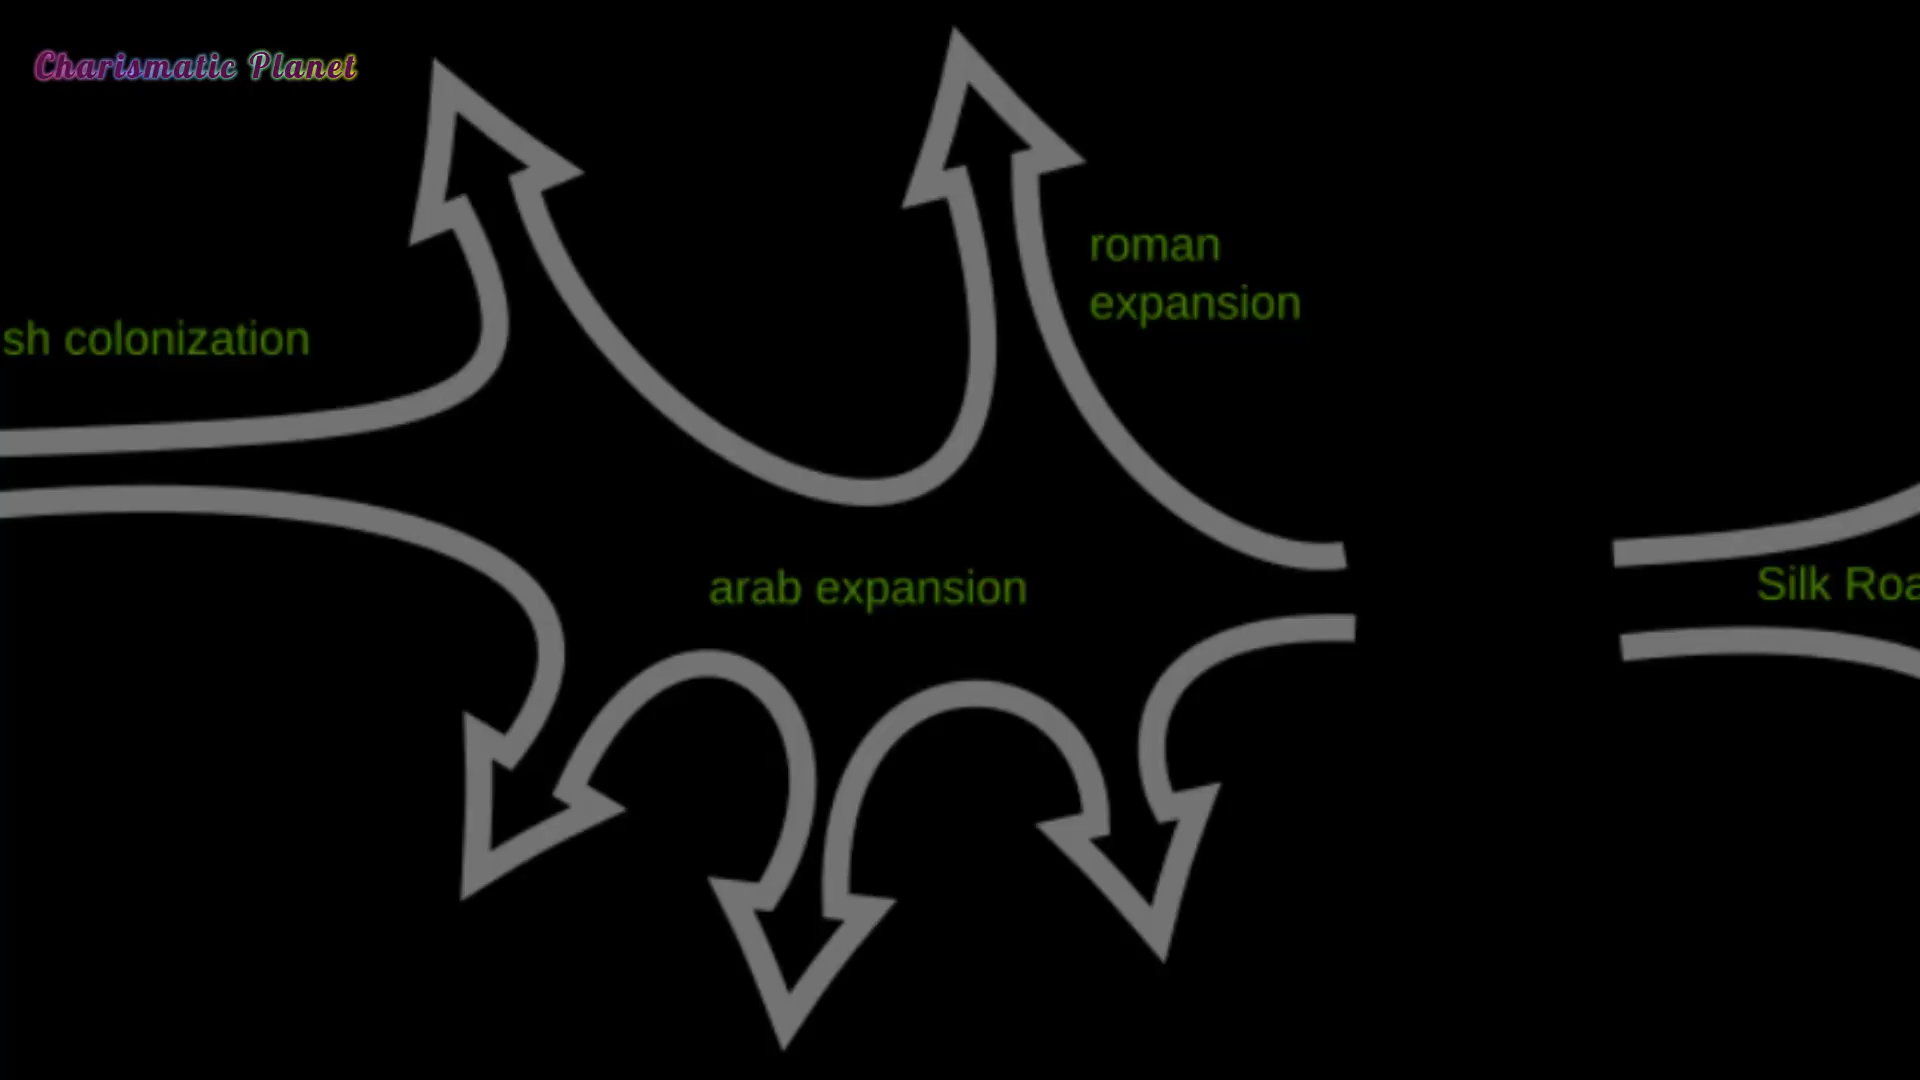 Charismatic Planet
roman
expansion
sh colonization
arab expansion
Silk Roa